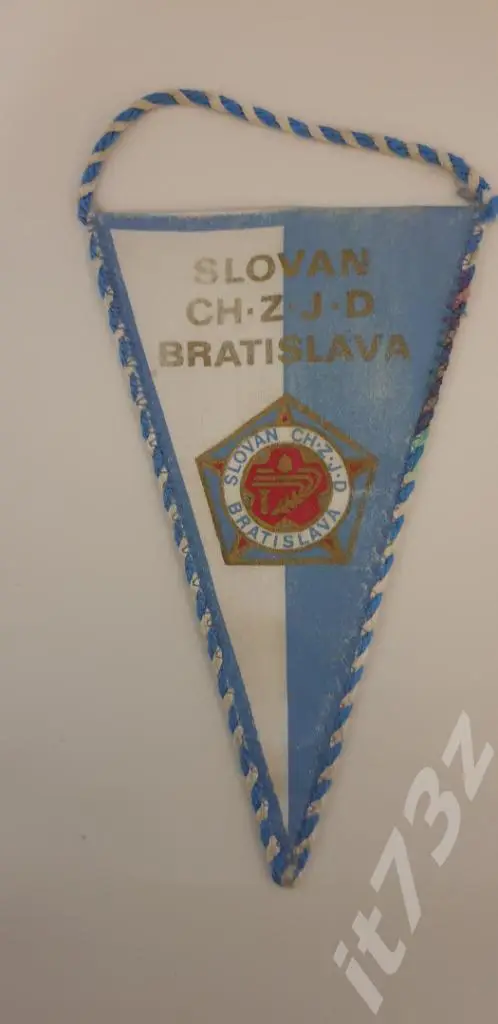 SLOVAN
CH·Z·J·D
BRATISLAVA
SLOVAN CH·Z·J·D
BRATISLAVA
it73z